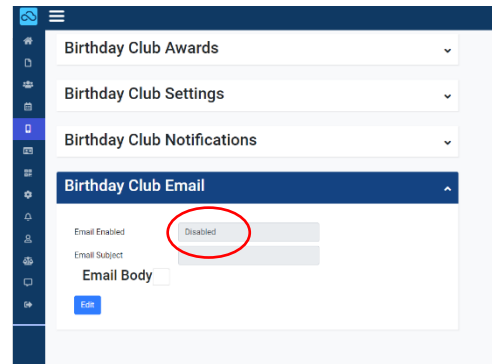 Birthday Club Awards
Birthday Club Settings
Birthday Club Notifications
Birthday Club Email
Email Enabled Disabled
Email Subject
Email Body
Edit